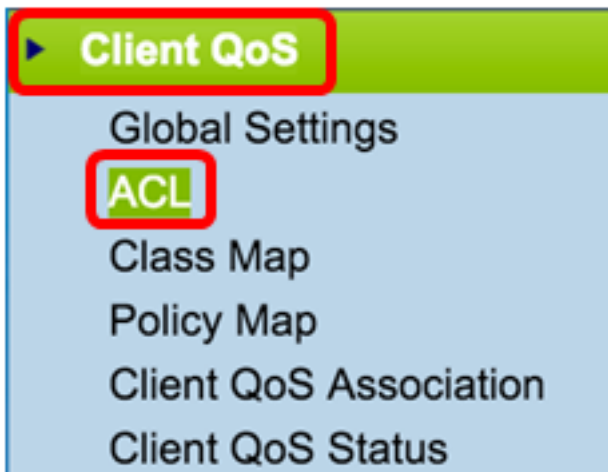 Client QoS
Global Settings
ACL
Class Map
Policy Map
Client QoS Association
Client QoS Status